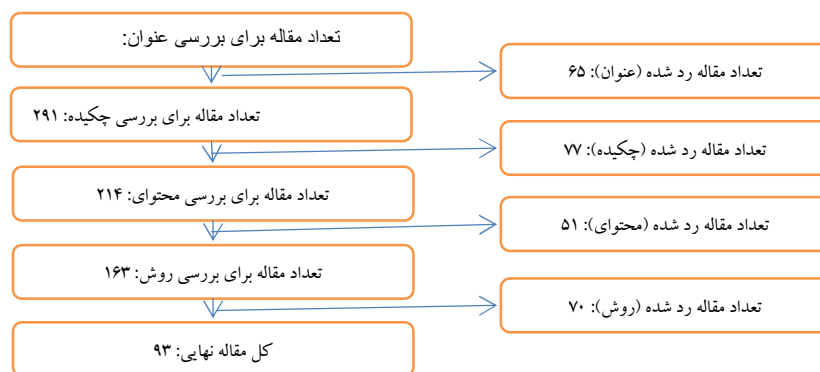 تعداد مقاله برای بررسی عنوان:
تعداد مقاله رد شده (عنوان): ۶۵
تعداد مقاله برای بررسی چکیده: ۲۹۱
تعداد مقاله رد شده (چکیده): ۷۷
تعداد مقاله برای بررسی محتوای: ۲۱۴
تعداد مقاله رد شده (محتوای): ۵۱
تعداد مقاله برای بررسی روش: ۱۶۳
تعداد مقاله رد شده (روش): ۷۰
کل مقاله نهایی: ۹۳